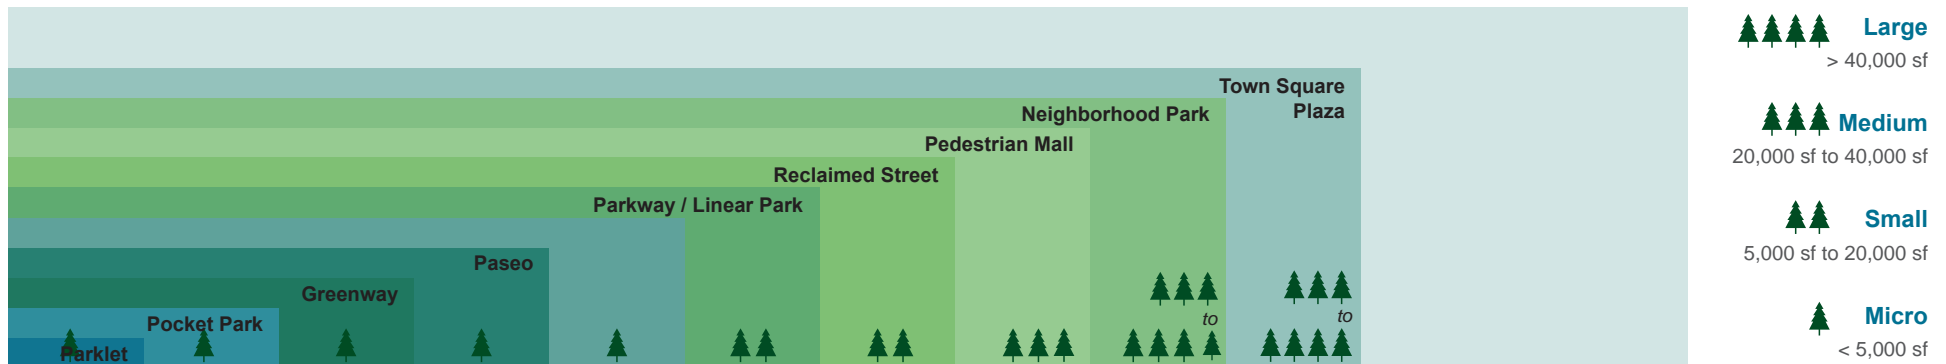 Town Square
Plaza
Neighborhood Park
Pedestrian Mall
Reclaimed Street
Parkway / Linear Park
Paseo
Greenway
Pocket Park
Parklet
to
to
Large
> 40,000 sf
Medium
20,000 sf to 40,000 sf
Small
5,000 sf to 20,000 sf
Micro
< 5,000 sf